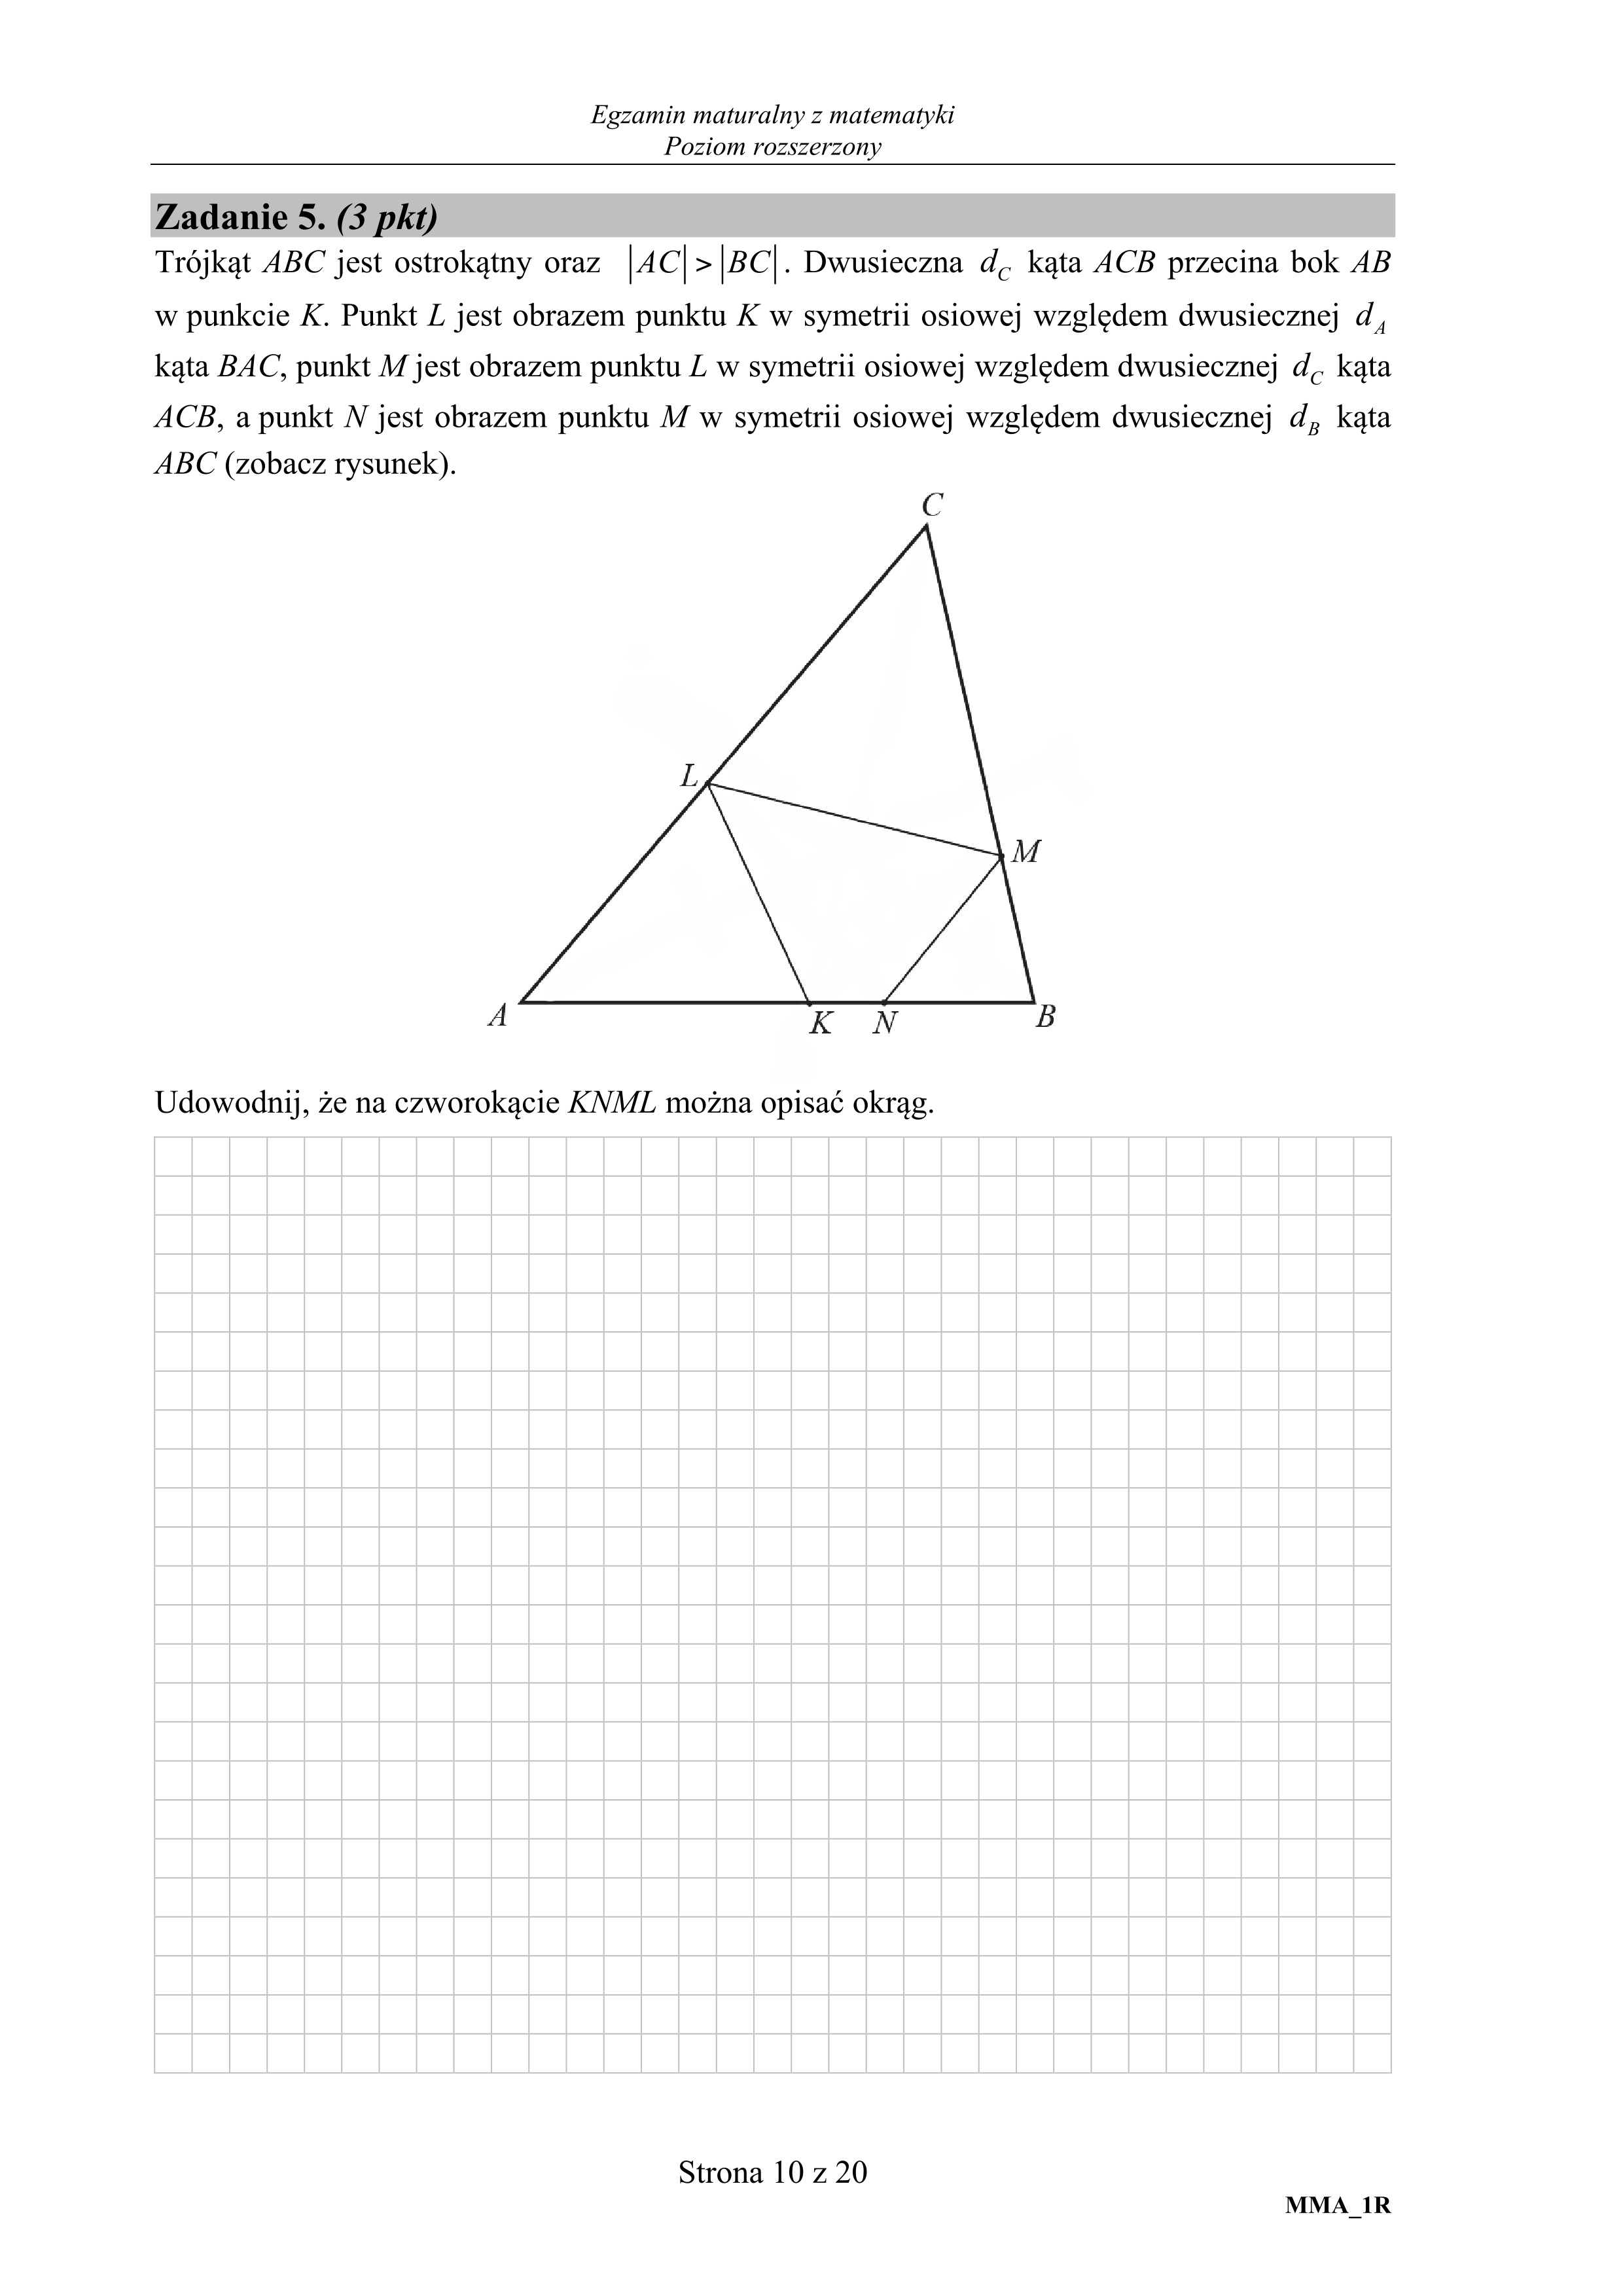 Egzamin maturalny z matematyki
Poziom rozszerzony
Zadanie 5. (3 pkt)
Trójkąt ABC jest ostrokątny oraz |AC| > |BC|. Dwusieczna d_C kąta ACB przecina bok AB
w punkcie K. Punkt L jest obrazem punktu K w symetrii osiowej względem dwusiecznej d_A
kąta BAC, punkt M jest obrazem punktu L w symetrii osiowej względem dwusiecznej d_C kąta
ACB, a punkt N jest obrazem punktu M w symetrii osiowej względem dwusiecznej d_B kąta
ABC (zobacz rysunek).
C
L
M
A
K
N
B
Udowodnij, że na czworokącie KNML można opisać okrąg.
Strona 10 z 20
MMA_1R